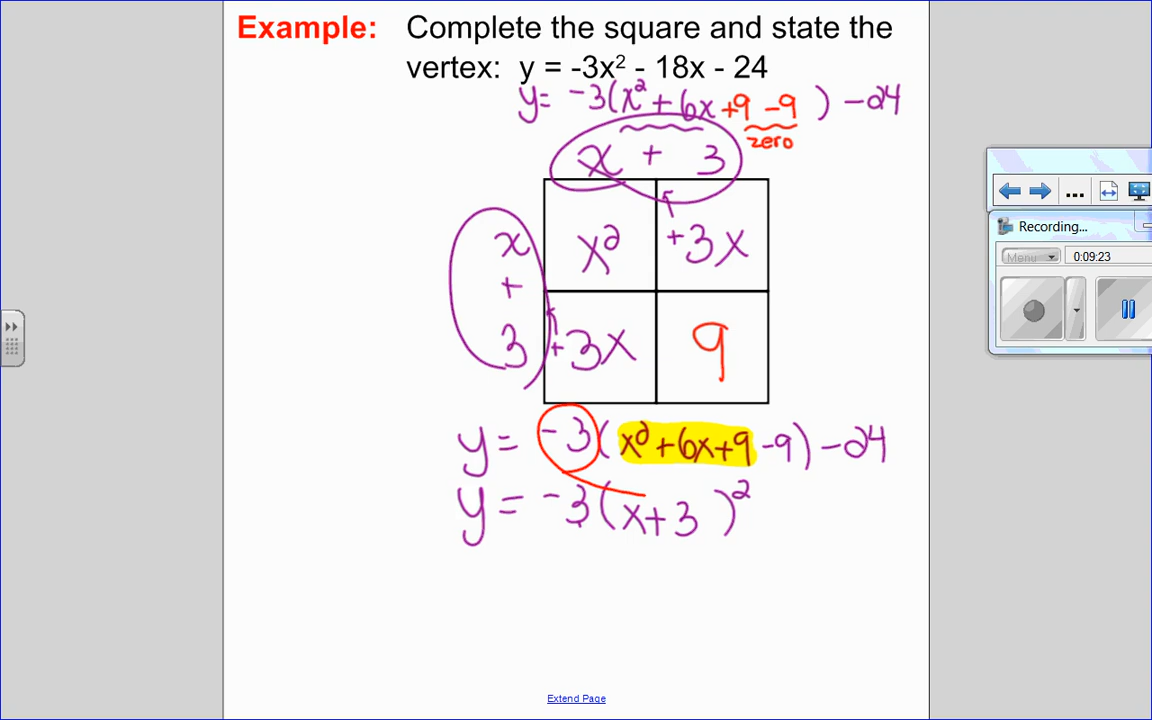 Example: Complete the square and state the
vertex: y = -3x² - 18x - 24
y = -3(x² + 6x +9 -9 ) -24
zero
x + 3
x² +3x
x
+
3
+3x 9
y = -3(x²+6x+9 -9) -24
y = -3(x+3 )²
Extend Page
...
Recording...
Menu 0:09:23